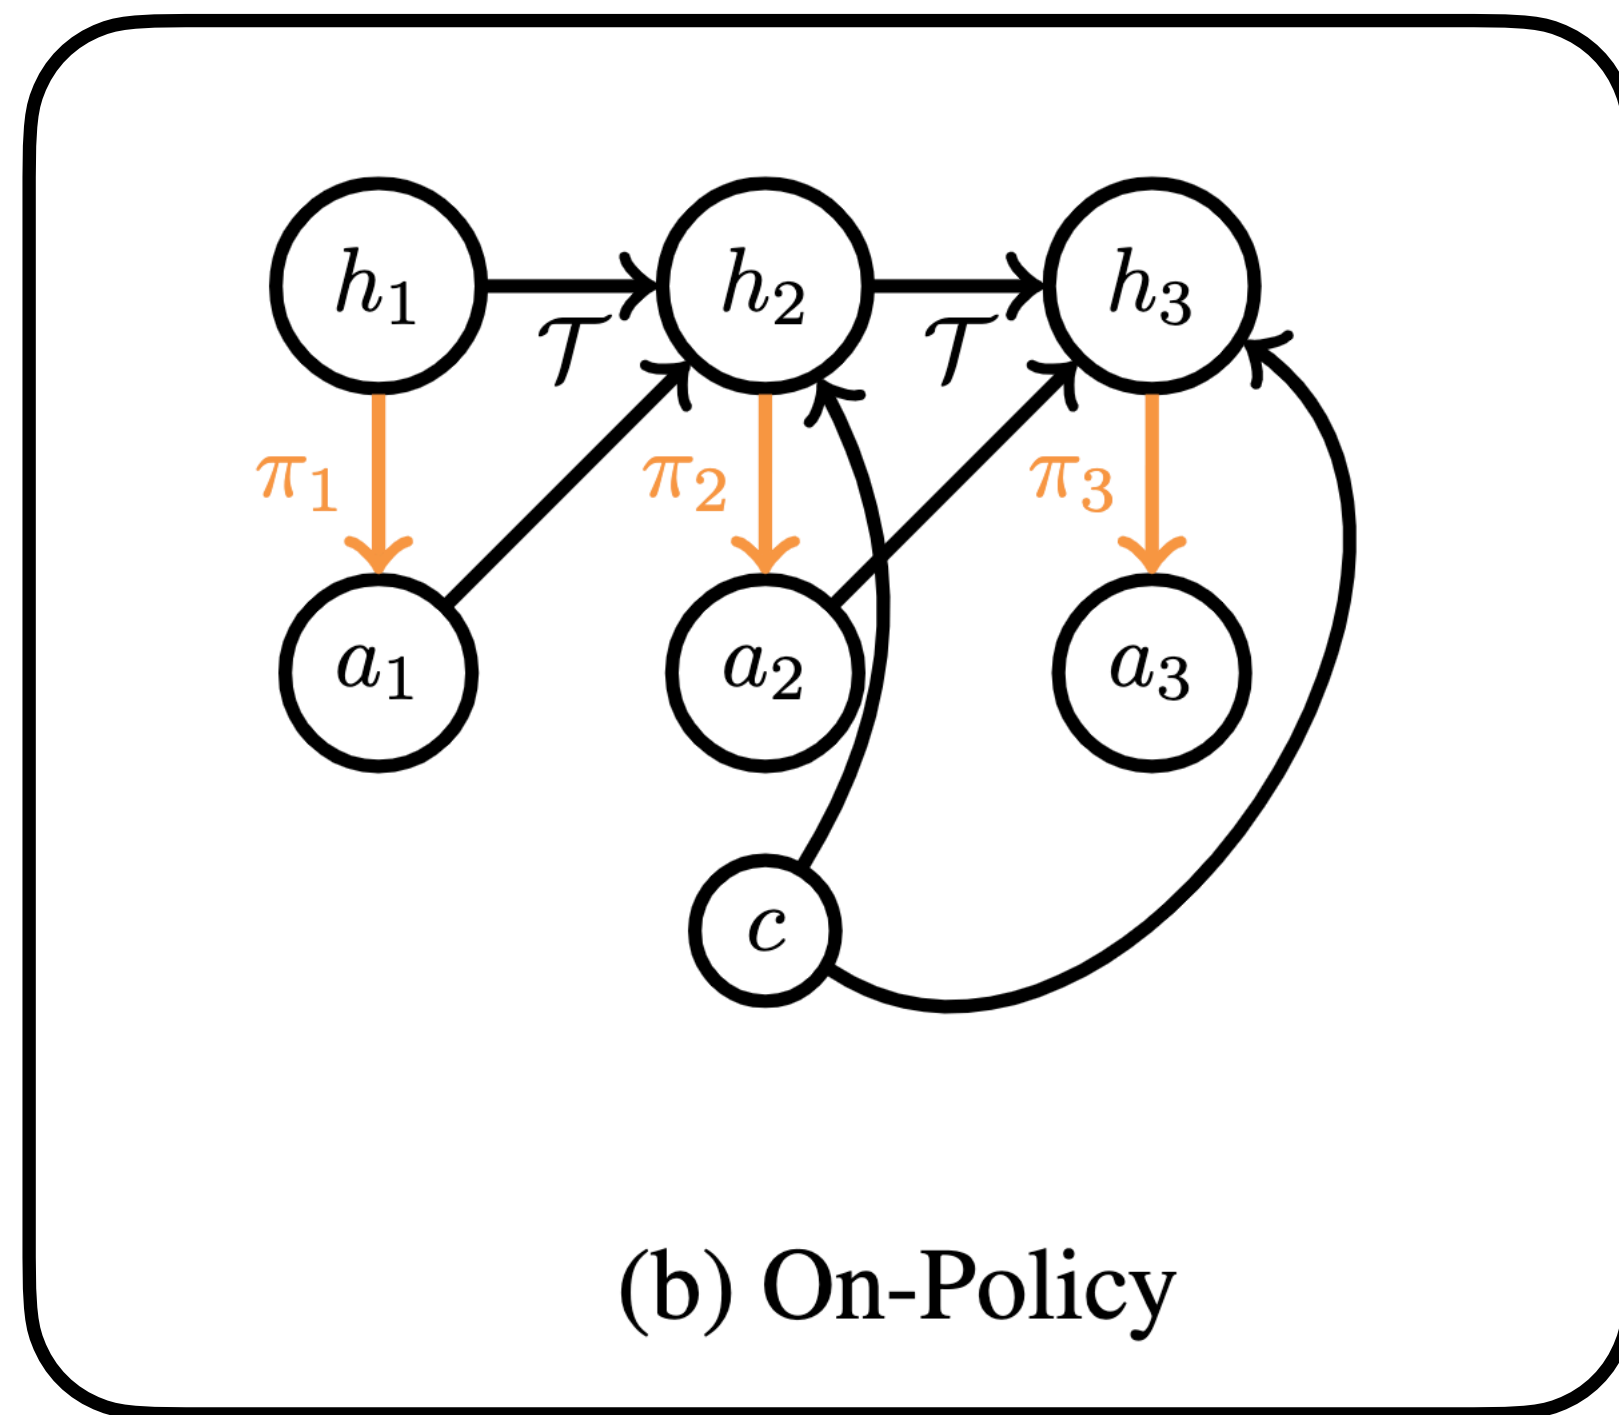 h₁ h₂ h₃
𝒯 𝒯
π₁ π₂ π₃
a₁ a₂ a₃
c
(b) On-Policy